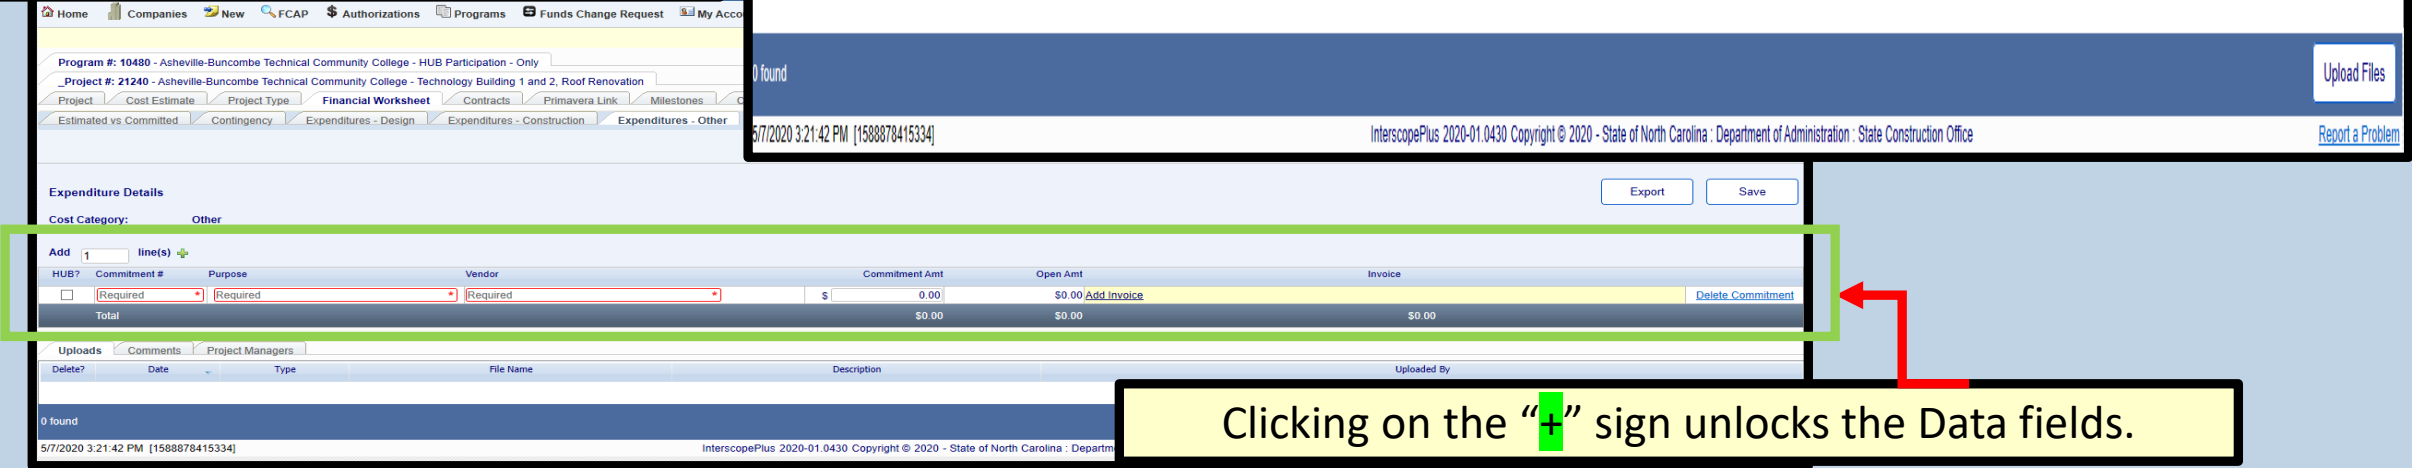 Home Companies New FCAP $ Authorizations Programs Funds Change Request My Acco
Program #: 10480 - Asheville-Buncombe Technical Community College - HUB Participation - Only
_Project #: 21240 - Asheville-Buncombe Technical Community College - Technology Building 1 and 2, Roof Renovation
Project Cost Estimate Project Type Financial Worksheet Contracts Primavera Link Milestones C
Estimated vs Committed Contingency Expenditures - Design Expenditures - Construction Expenditures - Other
0 found
Upload Files
5/7/2020 3:21:42 PM [1588878415334] InterscopePlus 2020-01.0430 Copyright © 2020 - State of North Carolina : Department of Administration : State Construction Office Report a Problem
Expenditure Details Export Save
Cost Category: Other
Add 1 line(s)
HUB? Commitment # Purpose Vendor Commitment Amt Open Amt Invoice
Required * Required * Required * $ 0.00 $0.00 Add Invoice Delete Commitment
Total $0.00 $0.00 $0.00
Uploads Comments Project Managers
Delete? Date Type File Name Description Uploaded By
0 found
5/7/2020 3:21:42 PM [1588878415334] InterscopePlus 2020-01.0430 Copyright © 2020 - State of North Carolina : Departm
Clicking on the “+” sign unlocks the Data fields.